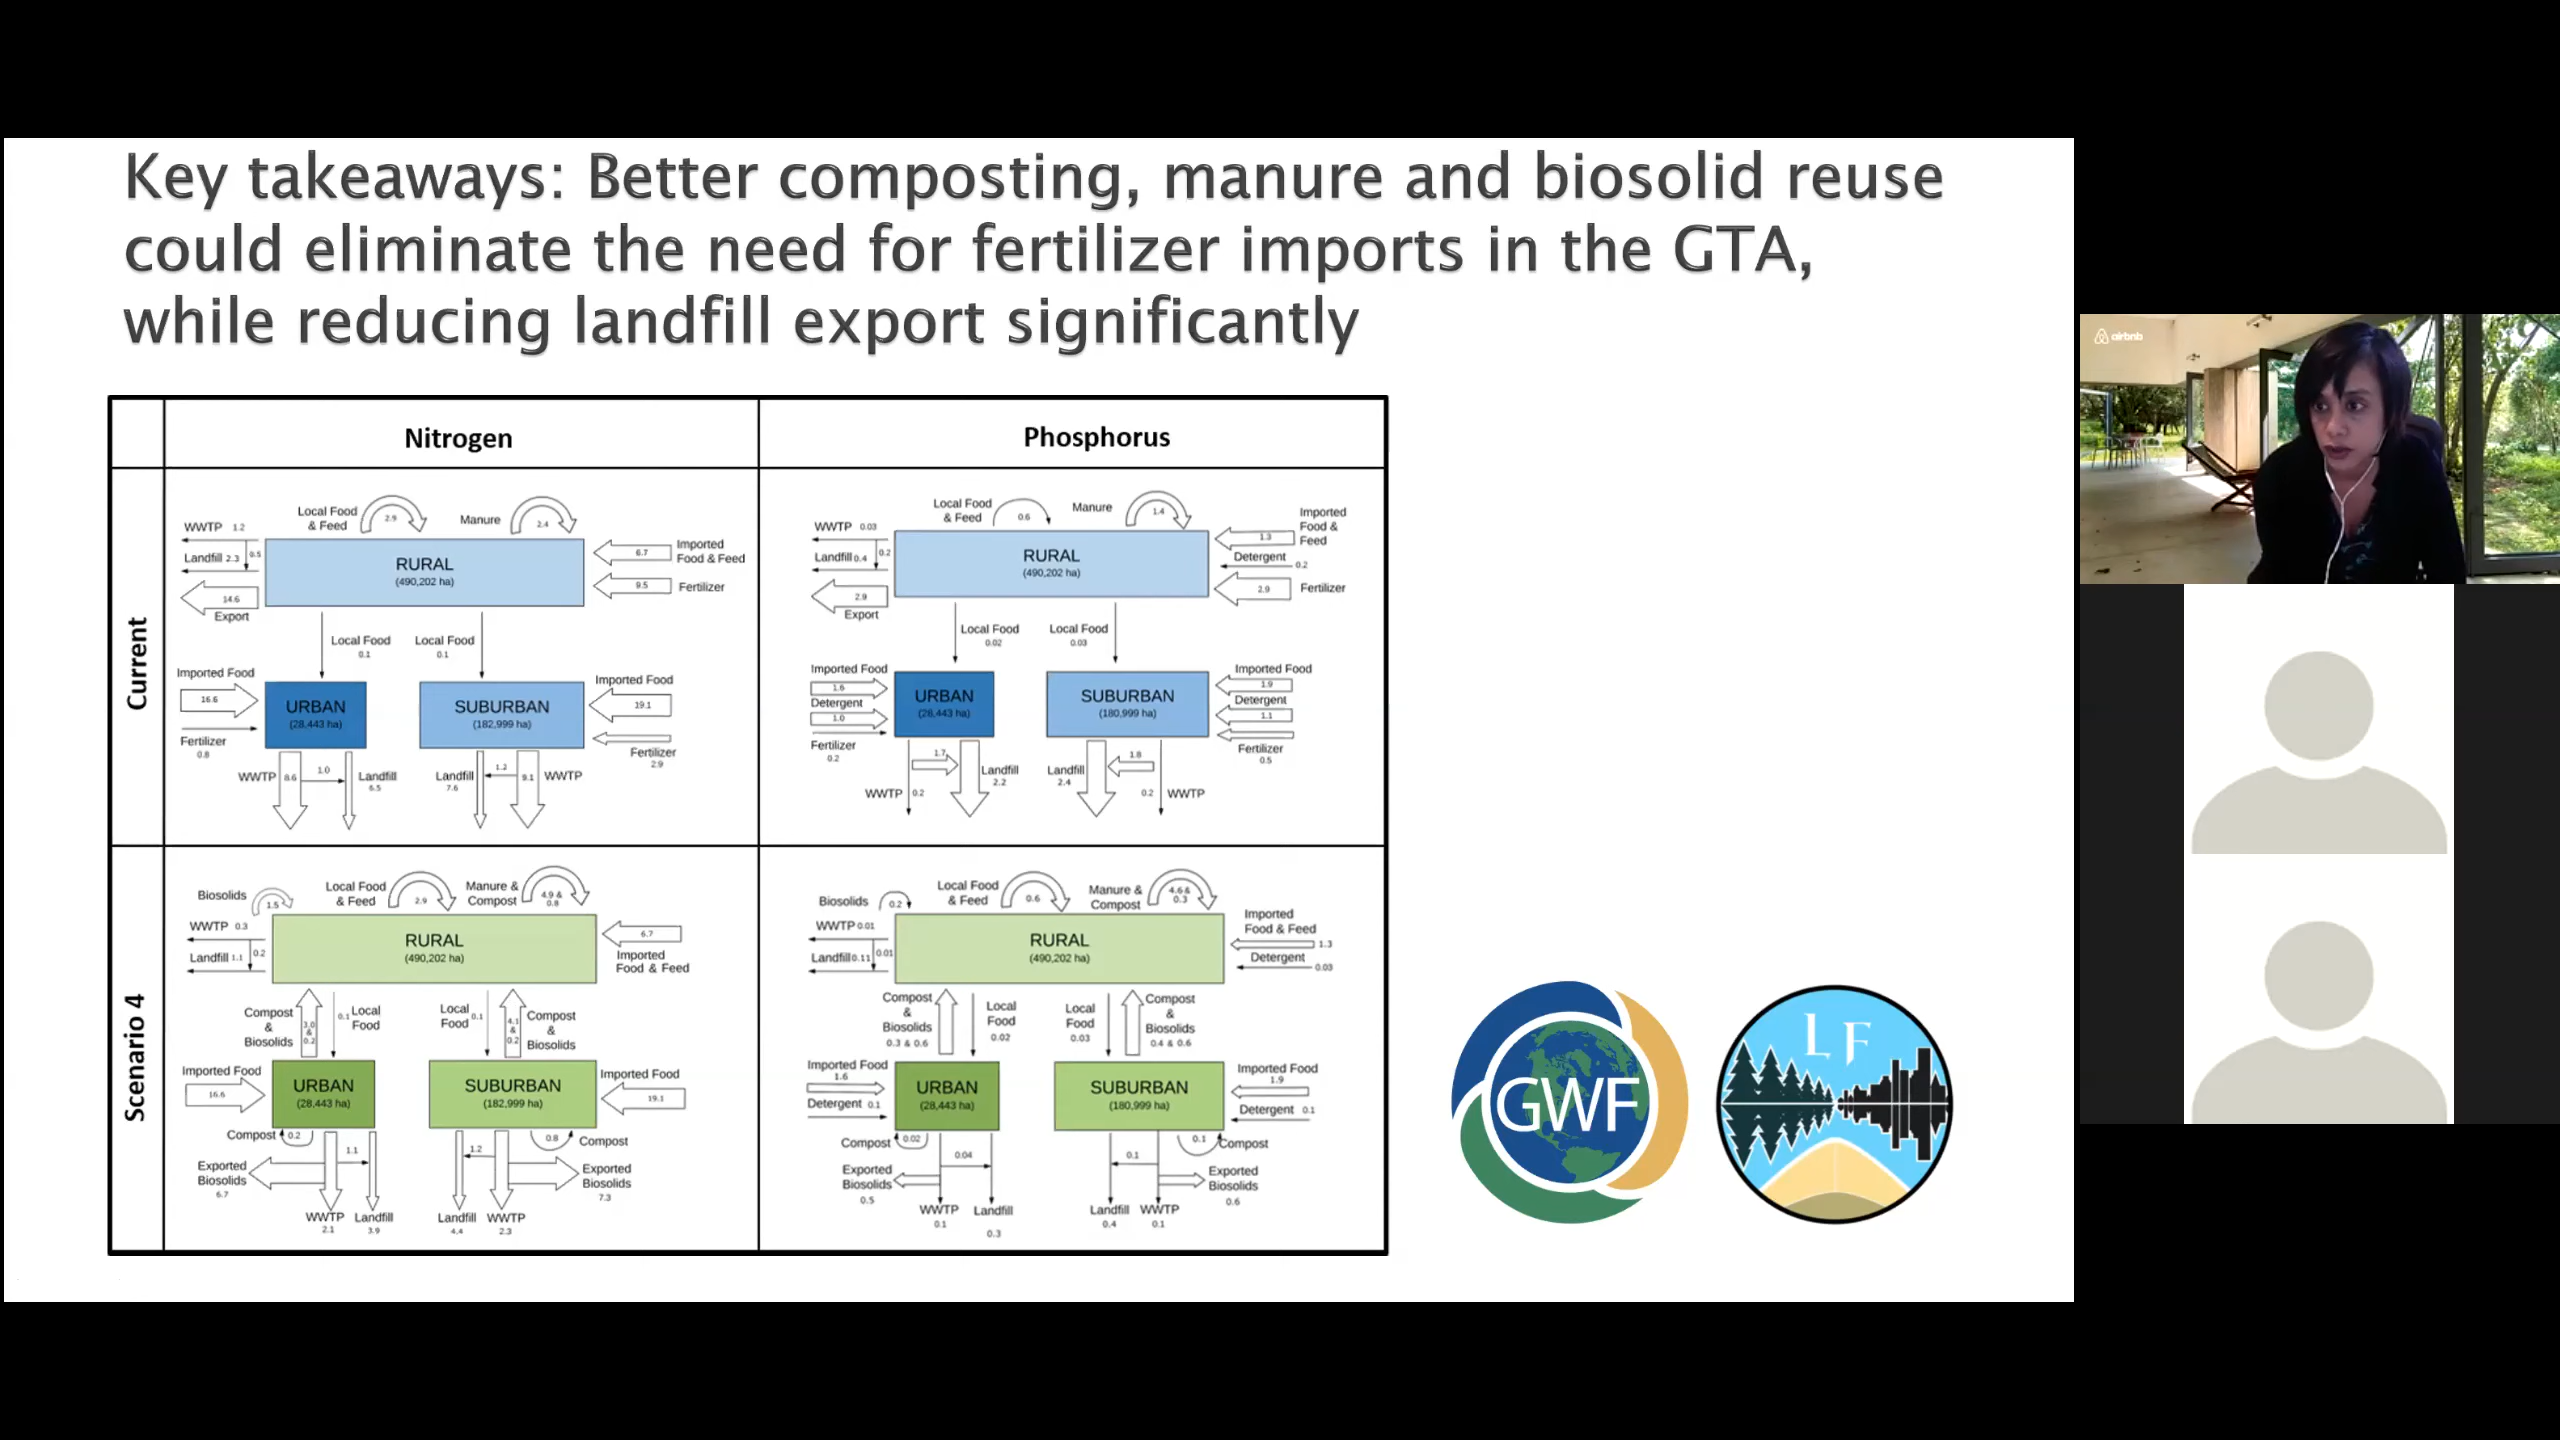 Key takeaways: Better composting, manure and biosolid reuse
could eliminate the need for fertilizer imports in the GTA,
while reducing landfill export significantly
airbnb
Nitrogen
Phosphorus
Current
WWTP 1.2
Local Food
& Feed
2.9
Manure
2.4
Landfill 2.3
0.5
RURAL
(490,202 ha)
6.7
Imported
Food & Feed
9.5
Fertilizer
14.6
Export
Local Food
0.1
Local Food
0.1
Imported Food
16.6
URBAN
(28,443 ha)
SUBURBAN
(182,999 ha)
Imported Food
19.1
Fertilizer
0.8
Fertilizer
2.9
WWTP
8.6
1.0
Landfill
6.5
Landfill
7.6
1.2
9.1
WWTP
WWTP 0.03
Local Food
& Feed
0.6
Manure
1.4
Imported
Food &
Feed
1.3
Landfill 0.4
0.2
RURAL
(490,202 ha)
Detergent
0.2
2.9
Fertilizer
2.9
Export
Local Food
0.02
Local Food
0.03
Imported Food
1.6
Detergent
1.0
Fertilizer
0.2
URBAN
(28,443 ha)
SUBURBAN
(180,999 ha)
Imported Food
1.9
Detergent
1.1
Fertilizer
0.5
1.7
Landfill
2.2
WWTP 0.2
Landfill
2.4
1.8
0.2 WWTP
Scenario 4
Biosolids
1.5
Local Food
& Feed
2.9
Manure &
Compost
4.9 &
0.8
WWTP 0.3
Landfill 1.1
0.2
RURAL
(490,202 ha)
6.7
Imported
Food & Feed
Compost
&
Biosolids
3.0
&
0.2
0.1 Local
Food
Local
Food
0.1
4.1
&
0.2
Compost
&
Biosolids
Imported Food
16.6
URBAN
(28,443 ha)
SUBURBAN
(182,999 ha)
Imported Food
19.1
Compost
0.2
0.8
Compost
Exported
Biosolids
6.7
1.1
WWTP
2.1
Landfill
3.9
1.2
Landfill
4.4
WWTP
2.3
Exported
Biosolids
7.3
Biosolids
0.2
Local Food
& Feed
0.6
Manure &
Compost
4.6 &
0.3
WWTP 0.01
Landfill 0.11
0.01
RURAL
(490,202 ha)
Imported
Food & Feed
1.3
Detergent
0.03
Compost
&
Biosolids
0.3 & 0.6
Local
Food
0.02
Local
Food
0.03
Compost
&
Biosolids
0.4 & 0.6
Imported Food
1.6
Detergent 0.1
URBAN
(28,443 ha)
SUBURBAN
(180,999 ha)
Imported Food
1.9
Detergent 0.1
Compost
0.02
0.1
Compost
Exported
Biosolids
0.5
0.04
WWTP
0.1
Landfill
0.3
0.1
Landfill
0.4
WWTP
0.1
Exported
Biosolids
0.6
GWF
LF